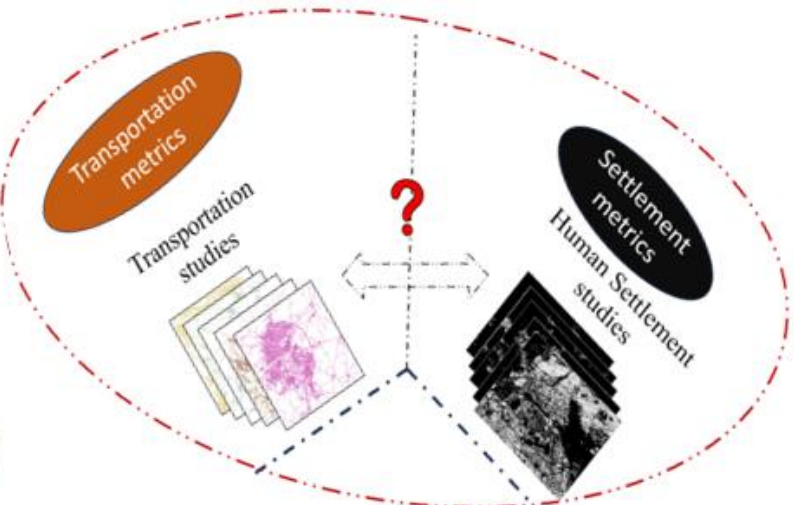 Transportation
metrics
Transportation
studies
?
Settlement
metrics
Human Settlement
studies